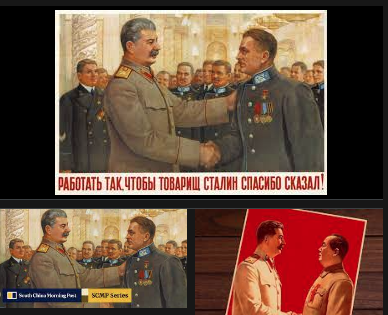 РАБОТАТЬ ТАК, ЧТОБЫ ТОВАРИЩ СТАЛИН СПАСИБО СКАЗАЛ!
South China Morning Post
SCMP Series